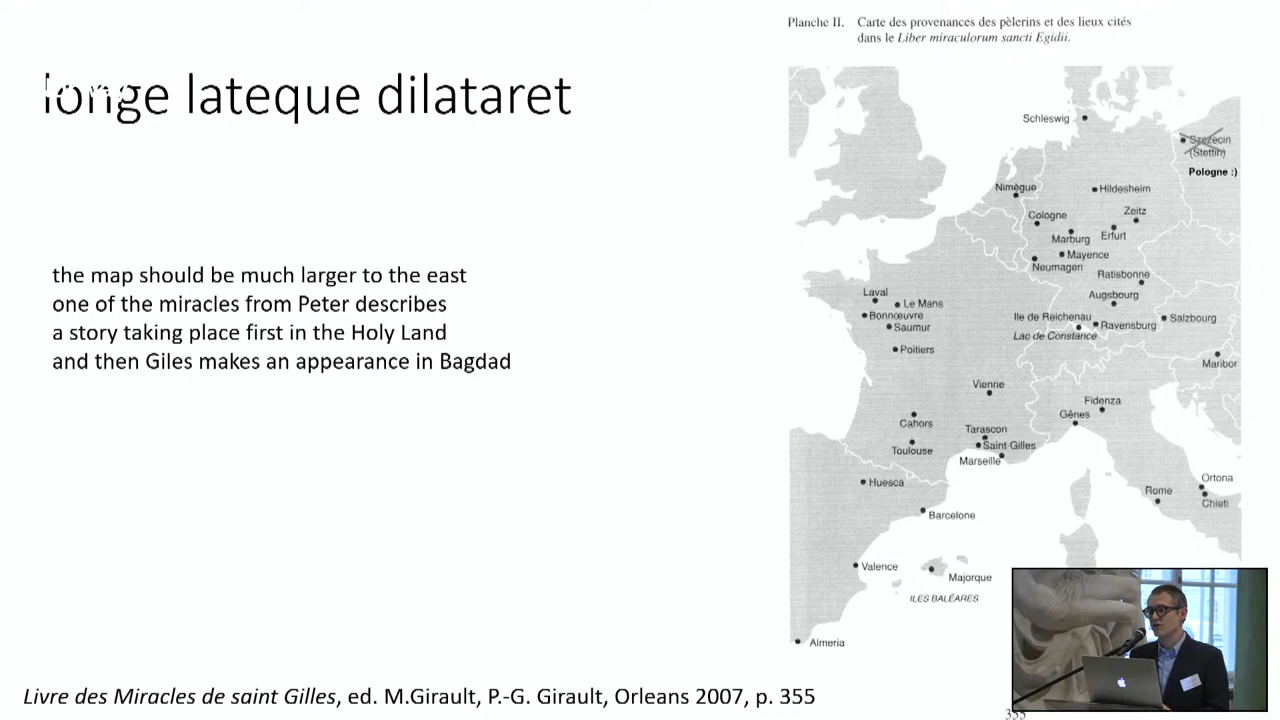 Planche II. Carte des provenances des pèlerins et des lieux cités
dans le Liber miraculorum sancti Egidii.
longe lateque dilataret
the map should be much larger to the east
one of the miracles from Peter describes
a story taking place first in the Holy Land
and then Giles makes an appearance in Bagdad
Schleswig
Szczecin
(Stettin)
Pologne :)
Nimègue
Hildesheim
Cologne
Zeitz
Marburg
Erfurt
Mayence
Neumagen
Ratisbonne
Laval
Le Mans
Augsbourg
Bonnœuvre
Ile de Reichenau
Salzbourg
Saumur
Ravensburg
Lac de Constance
Poitiers
Maribor
Vienne
Fidenza
Gênes
Cahors
Tarascon
Toulouse
Saint-Gilles
Marseille
Huesca
Ortona
Rome
Chieti
Barcelone
Valence
Majorque
ILES BALÉARES
Almeria
Livre des Miracles de saint Gilles, ed. M.Girault, P.-G. Girault, Orleans 2007, p. 355
355